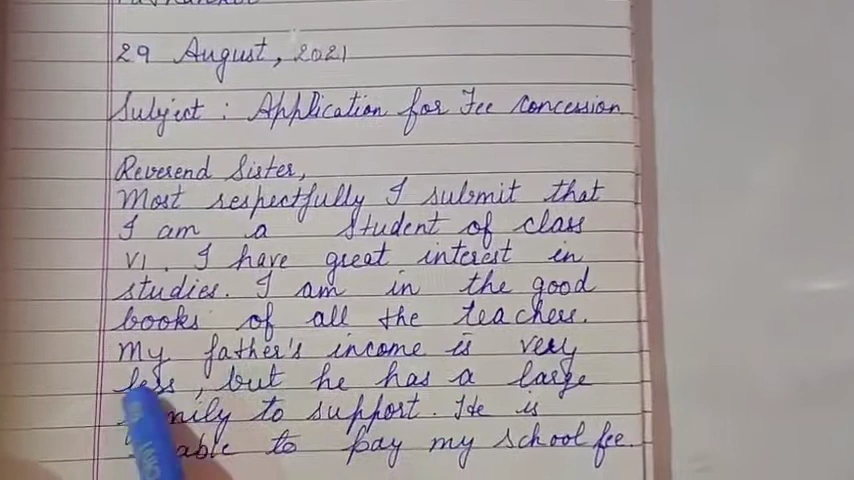 29 August, 2021
Subject : Application for Fee Concession
Reverend Sister,
Most respectfully I submit that
I am a student of class
VI. I have great interest in
studies. I am in the good
books of all the teachers.
My father's income is very
less, but he has a large
to support. He is
to pay my school fee.